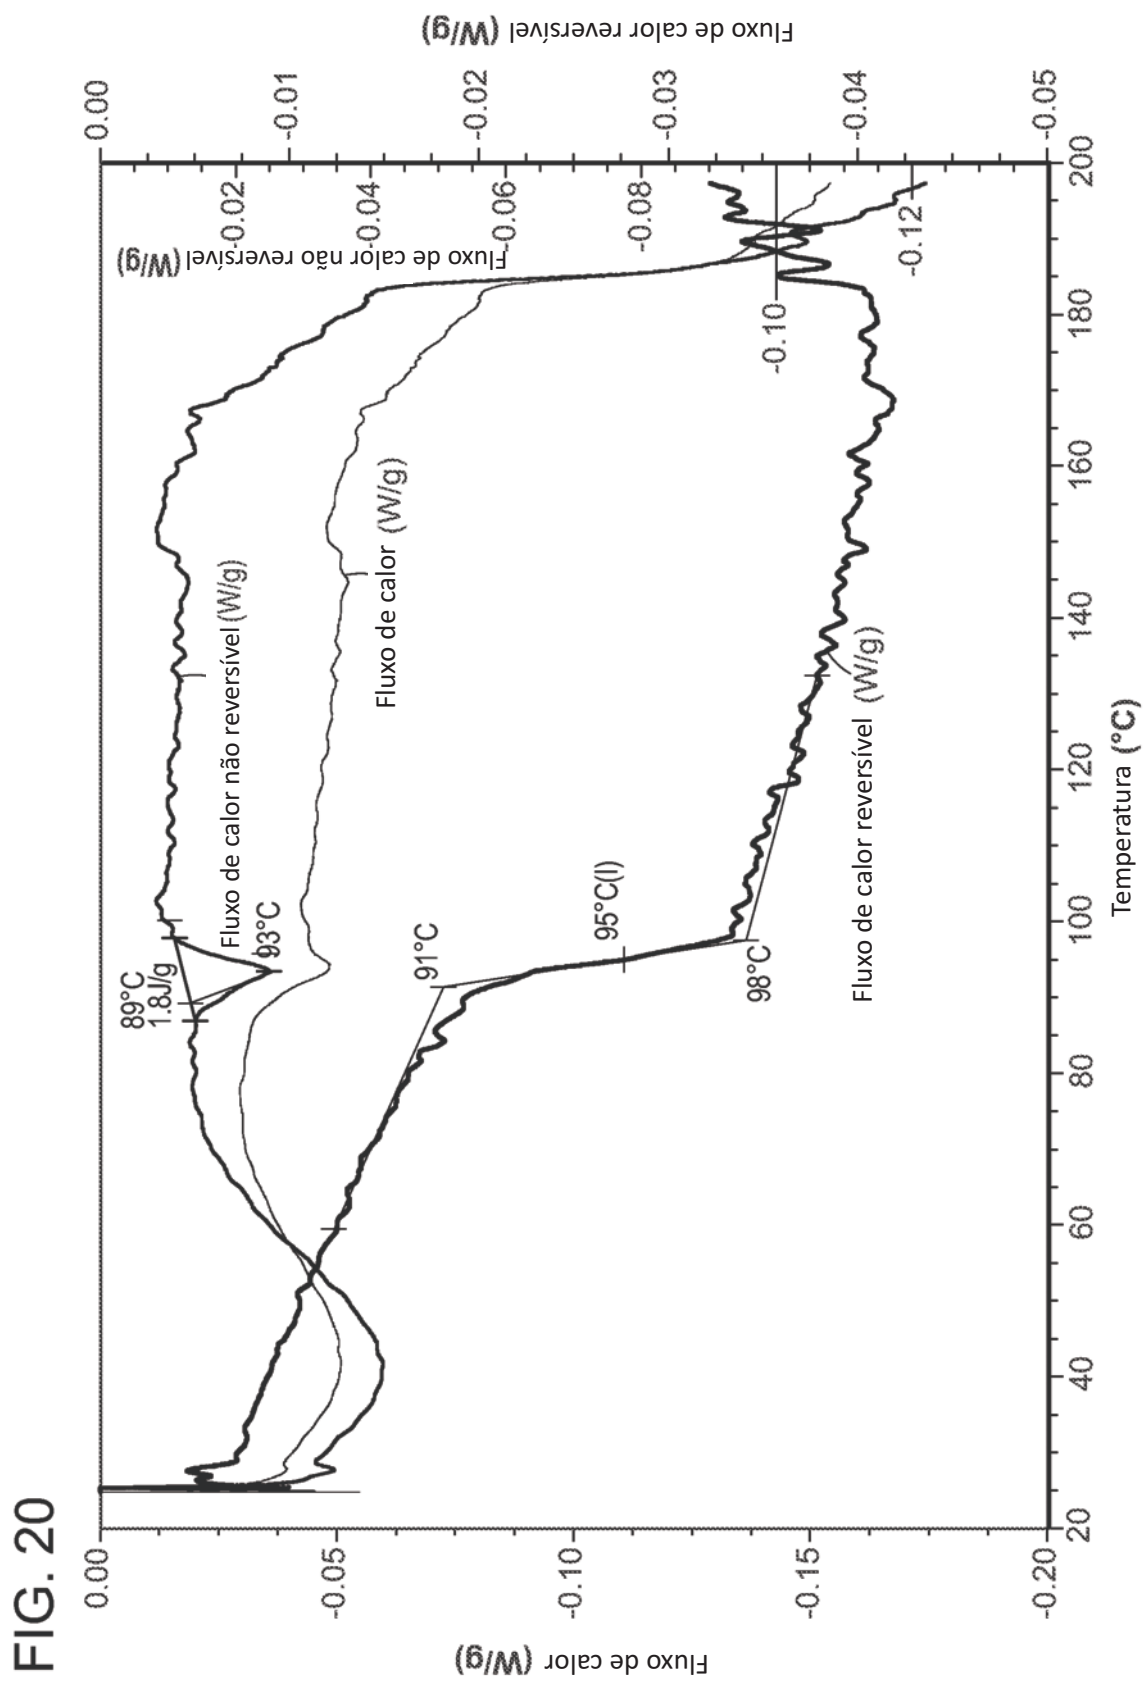 FIG. 20
Fluxo de calor (W/g)
0.00
-0.05
-0.10
-0.15
-0.20
Fluxo de calor reversível (W/g)
0.00
-0.01
-0.02
-0.03
-0.04
-0.05
Fluxo de calor não reversível (W/g)
-0.02
-0.04
-0.06
-0.08
-0.10
-0.12
89°C
1.8J/g
93°C
Fluxo de calor não reversível (W/g)
Fluxo de calor (W/g)
91°C
95°C(I)
98°C
Fluxo de calor reversível (W/g)
20
40
60
80
100
120
140
160
180
200
Temperatura (°C)